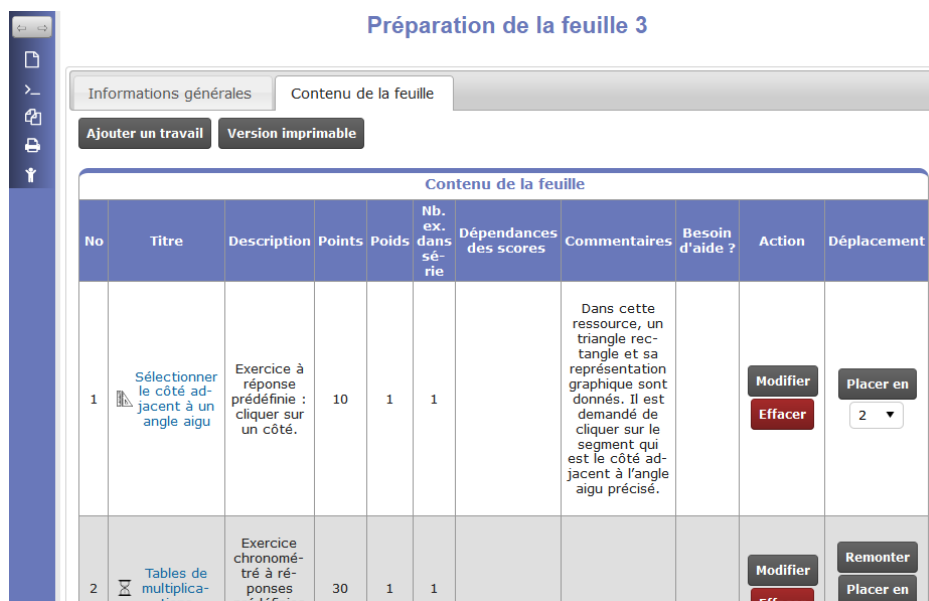 Préparation de la feuille 3
Informations générales
Contenu de la feuille
Ajouter un travail
Version imprimable
Contenu de la feuille
No
Titre
Description
Points
Poids
Nb.
ex.
dans
sé-
rie
Dépendances
des scores
Commentaires
Besoin
d'aide ?
Action
Déplacement
1
Sélectionner
le côté ad-
jacent à un
angle aigu
Exercice à
réponse
prédéfinie :
cliquer sur
un côté.
10
1
1
Dans cette
ressource, un
triangle rec-
tangle et sa
représentation
graphique sont
donnés. Il est
demandé de
cliquer sur le
segment qui
est le côté ad-
jacent à l'angle
aigu précisé.
Modifier
Effacer
Placer en
2
2
Tables de
multiplica-
Exercice
chronomé-
tré à ré-
ponses
30
1
1
Modifier
Remonter
Placer en